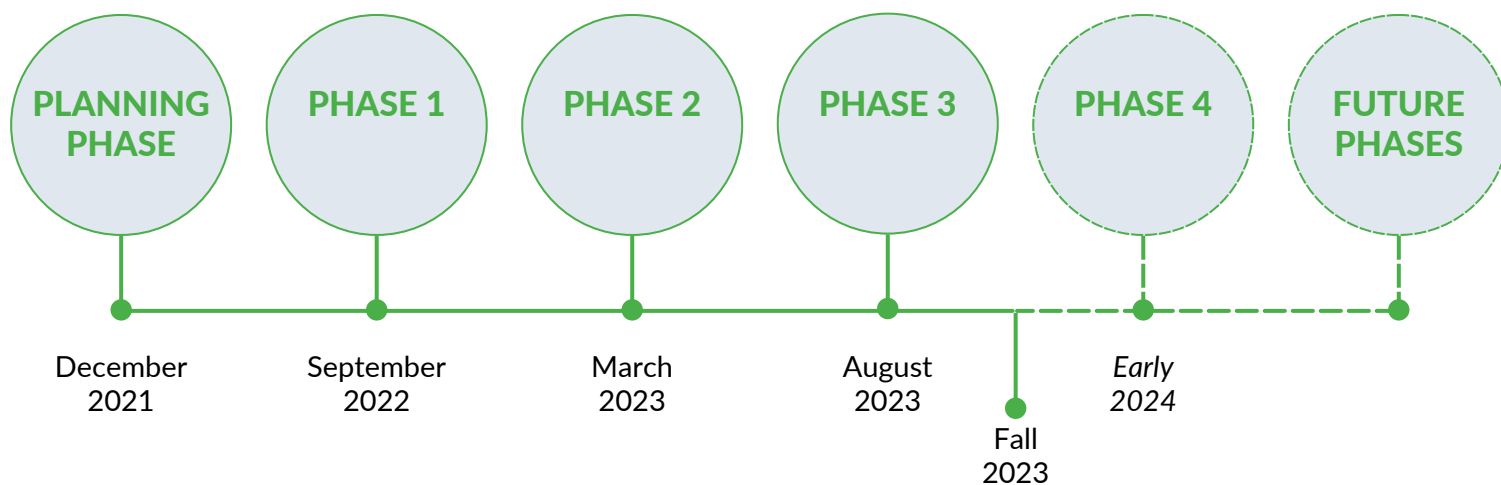 PLANNING
PHASE
PHASE 1
PHASE 2
PHASE 3
PHASE 4
FUTURE
PHASES
December
2021
September
2022
March
2023
August
2023
Fall
2023
Early
2024